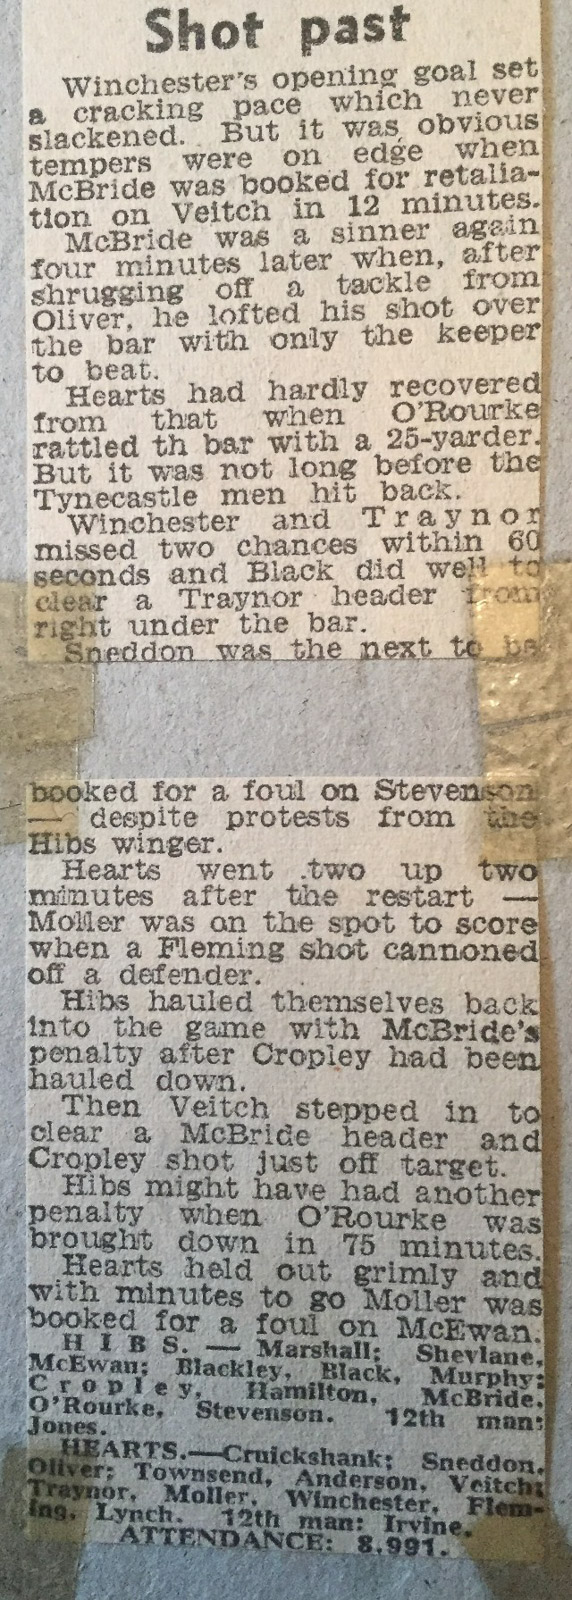 Shot past
Winchester's opening goal set
a cracking pace which never
slackened. But it was obvious
tempers were on edge when
McBride was booked for retalia-
tion on Veitch in 12 minutes.
McBride was a sinner again
four minutes later when, after
shrugging off a tackle from
Oliver, he lofted his shot over
the bar with only the keeper
to beat.
Hearts had hardly recovered
from that when O'Rourke
rattled th bar with a 25-yarder.
But it was not long before the
Tynecastle men hit back.
Winchester and Traynor
missed two chances within 60
seconds and Black did well to
clear a Traynor header from
right under the bar.
Sneddon was the next to be
booked for a foul on Stevenson
— despite protests from the
Hibs winger.
Hearts went two up two
minutes after the restart —
Moller was on the spot to score
when a Fleming shot cannoned
off a defender.
Hibs hauled themselves back
into the game with McBride's
penalty after Cropley had been
hauled down.
Then Veitch stepped in to
clear a McBride header and
Cropley shot just off target.
Hibs might have had another
penalty when O'Rourke was
brought down in 75 minutes.
Hearts held out grimly and
with minutes to go Moller was
booked for a foul on McEwan.
HIBS. — Marshall; Shevlane,
McEwan; Blackley, Black, Murphy;
Cropley, Hamilton, McBride,
O'Rourke, Stevenson. 12th man:
Jones.
HEARTS.—Cruickshank; Sneddon,
Oliver; Townsend, Anderson, Veitch;
Traynor, Moller, Winchester, Flem-
ing, Lynch. 12th man: Irvine.
ATTENDANCE: 8,991.